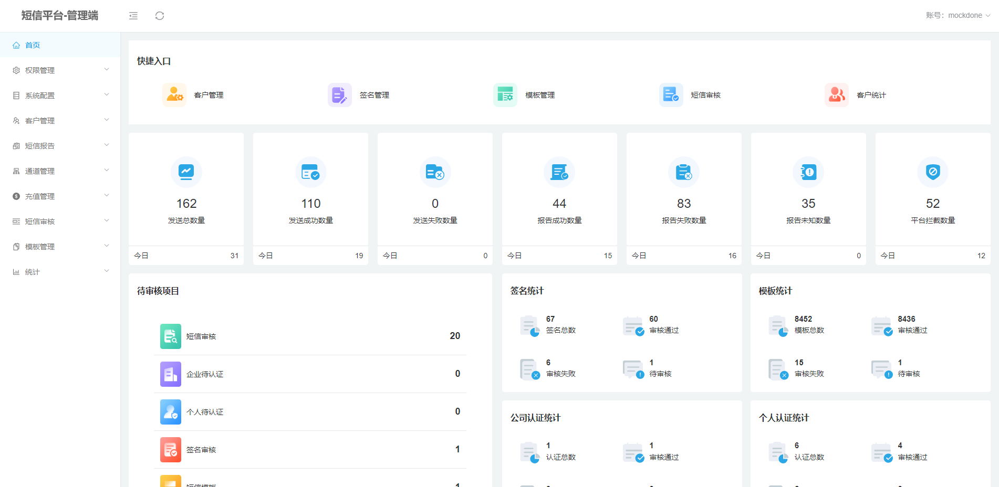 短信平台-管理端
账号：mockdone
首页
权限管理
系统配置
客户管理
短信报告
通道管理
充值管理
短信审核
模板管理
统计
快捷入口
客户管理
签名管理
模板管理
短信审核
客户统计
162
发送总数量
今日 31
110
发送成功数量
今日 19
0
发送失败数量
今日 0
44
报告成功数量
今日 15
83
报告失败数量
今日 16
35
报告未知数量
今日 0
52
平台拦截数量
今日 12
待审核项目
短信审核 20
企业待认证 0
个人待认证 0
签名审核 1
短信模板 1
签名统计
67
签名总数
60
审核通过
6
审核失败
1
待审核
模板统计
8452
模板总数
8436
审核通过
15
审核失败
1
待审核
公司认证统计
1
认证总数
1
审核通过
个人认证统计
6
认证总数
4
审核通过